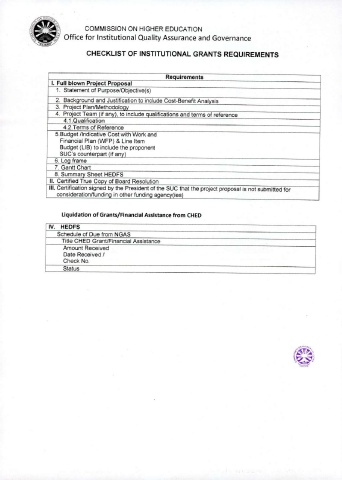 COMMISSION ON HIGHER EDUCATION
Office for Institutional Quality Assurance and Governance
CHECKLIST OF INSTITUTIONAL GRANTS REQUIREMENTS
Requirements
I. Full blown Project Proposal
1. Statement of Purpose/Objective(s)
2. Background and Justification to include Cost-Benefit Analysis
3. Project Plan/Methodology
4. Project Team (if any), to include qualifications and terms of reference
4.1 Qualification
4.2 Terms of Reference
5 Budget /Indicative Cost with Work and
Financial Plan (WFP) & Line Item
Budget (LIB) to include the proponent
SUC's counterpart (if any)
6. Log frame
7. Gantt Chart
8. Summary Sheet HEDFS
II. Certified True Copy of Board Resolution
III. Certification signed by the President of the SUC that the project proposal is not submitted for
consideration/funding in other funding agency(ies)
Liquidation of Grants/Financial Assistance from CHED
IV. HEDFS
Schedule of Due from NGAS
Title CHED Grant/Financial Assistance
Amount Received
Date Received /
Check No.
Status